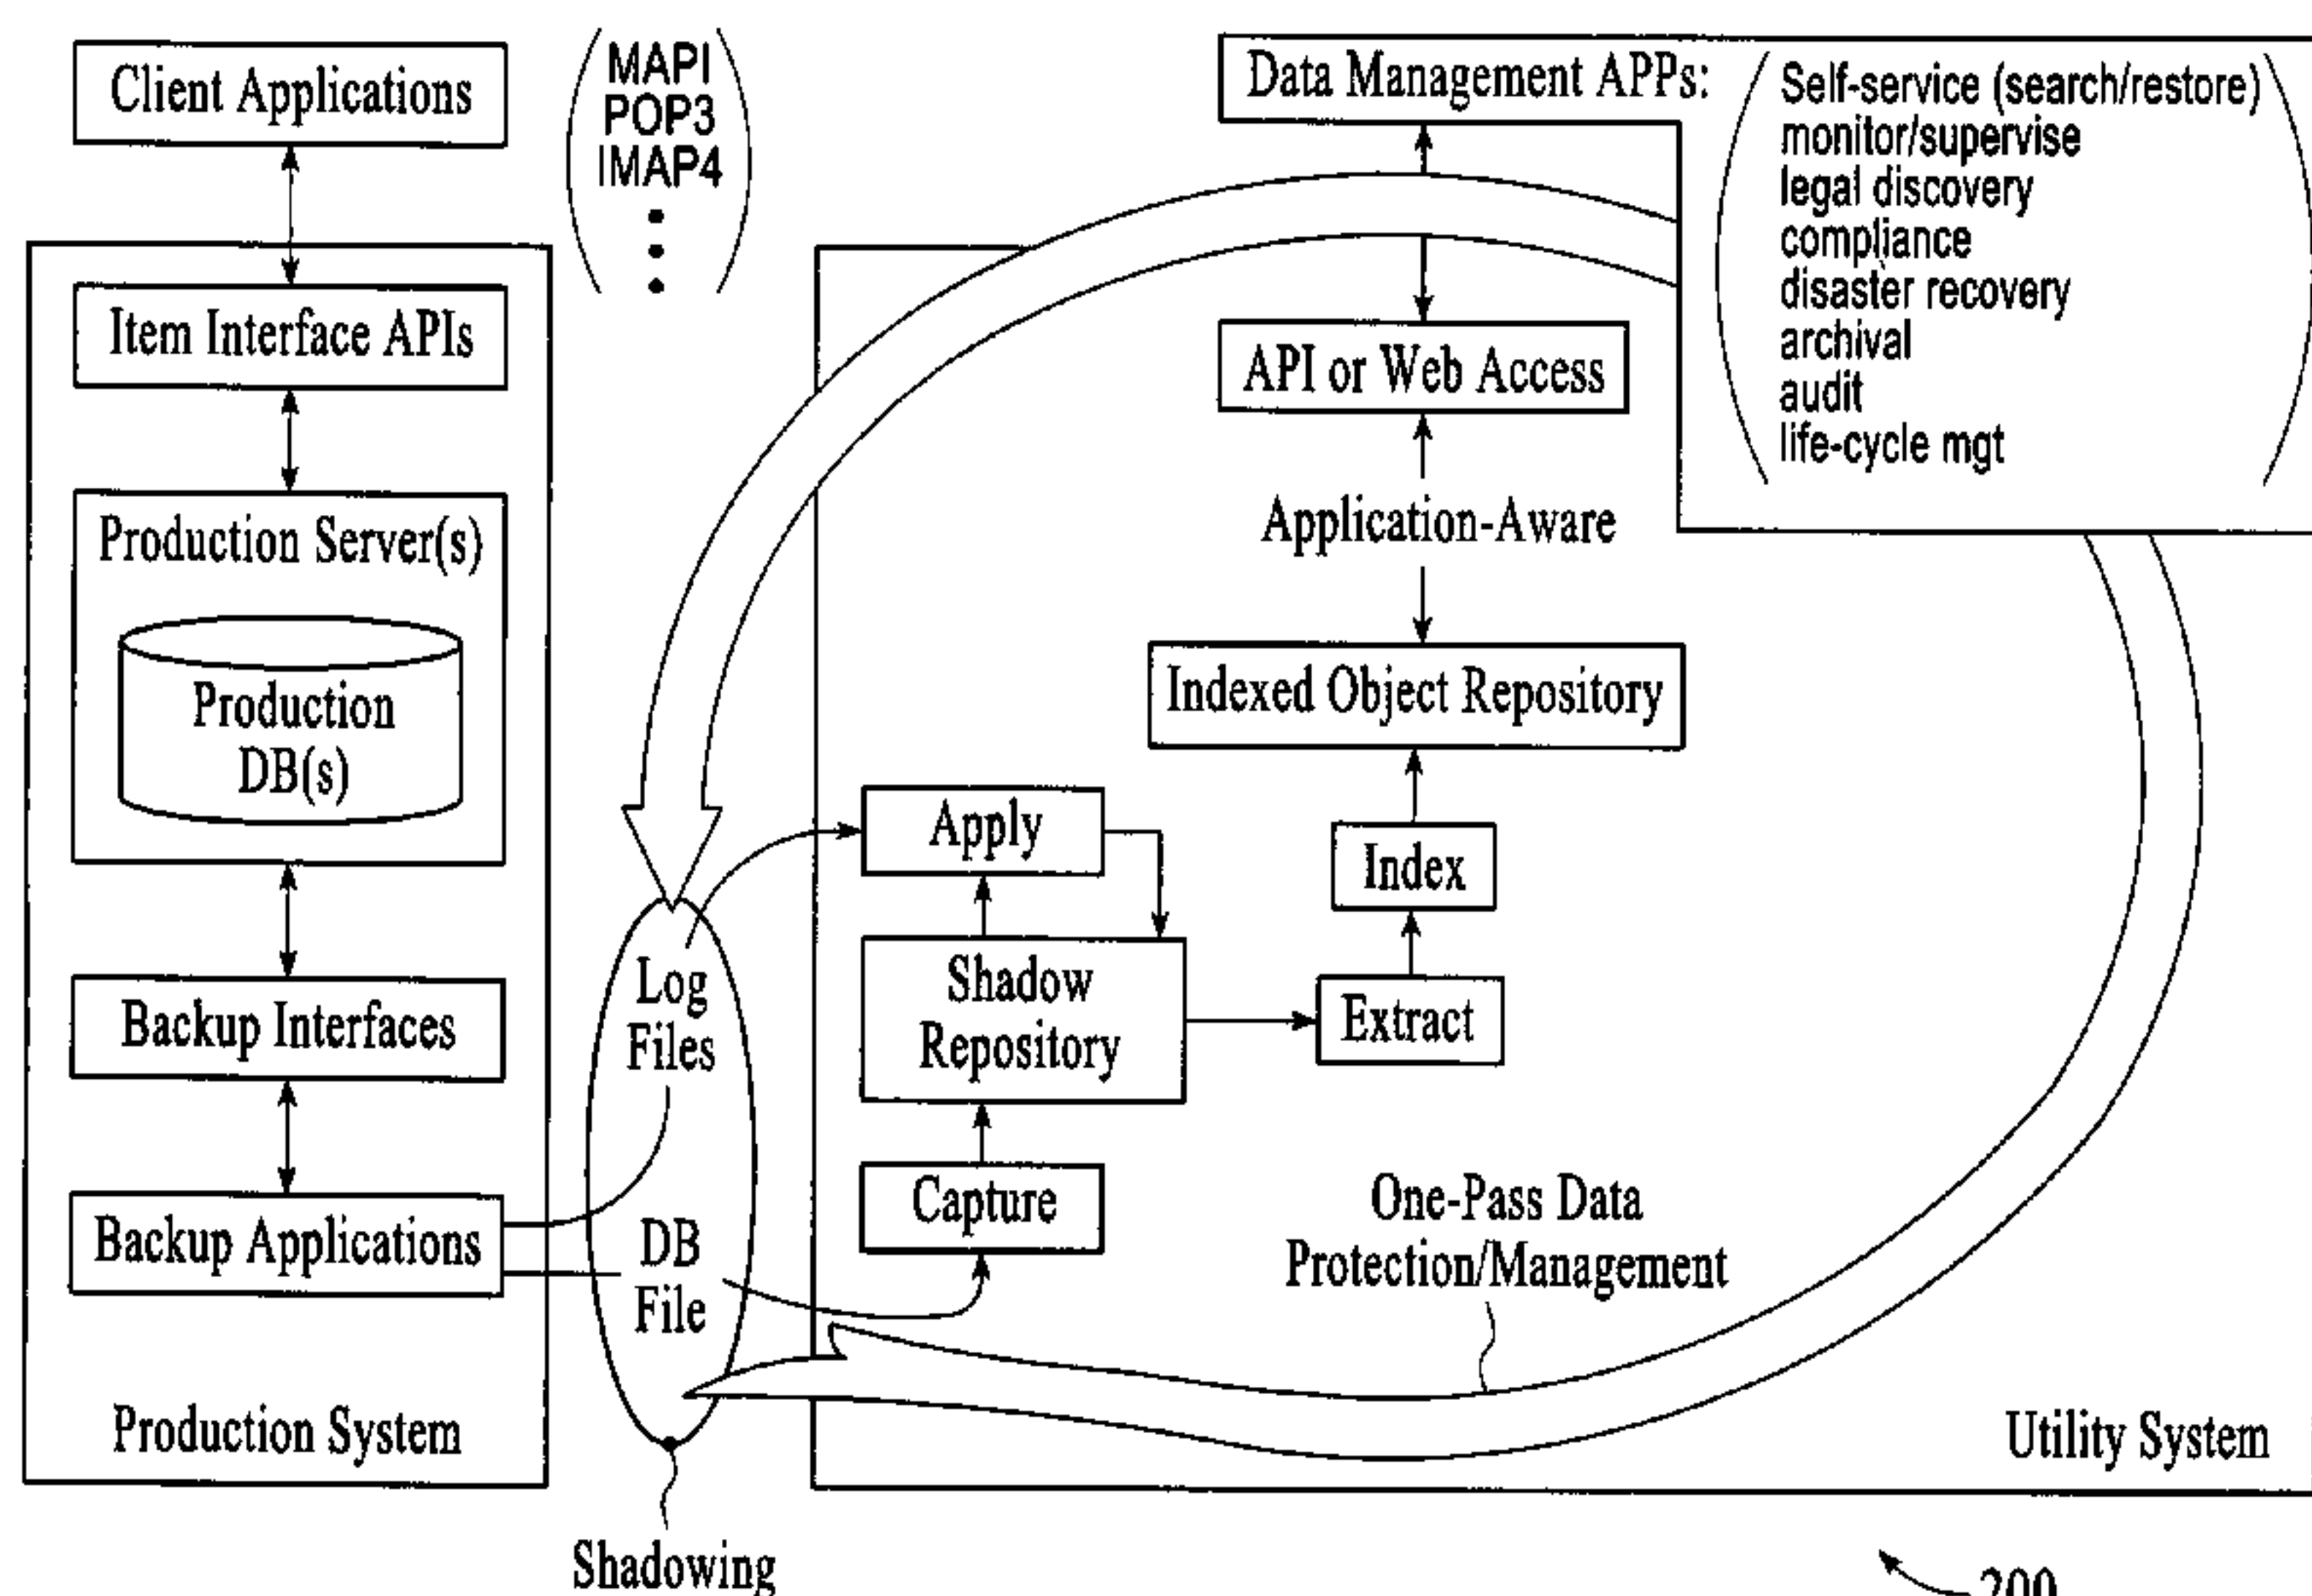 Client Applications
MAPI
POP3
IMAP4
Item Interface APIs
Production Server(s)
Production
DB(s)
Backup Interfaces
Backup Applications
Production System
Log
Files
DB
File
Shadowing
Data Management APPs:
Self-service (search/restore)
monitor/supervise
legal discovery
compliance
disaster recovery
archival
audit
life-cycle mgt
API or Web Access
Application-Aware
Indexed Object Repository
Apply
Index
Shadow
Repository
Extract
Capture
One-Pass Data
Protection/Management
Utility System
200